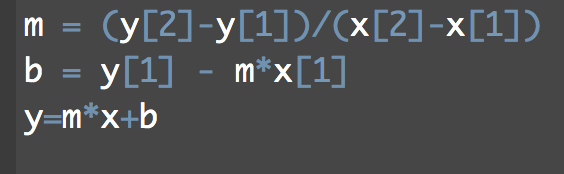 m = (y[2]-y[1])/(x[2]-x[1])
b = y[1] - m*x[1]
y=m*x+b